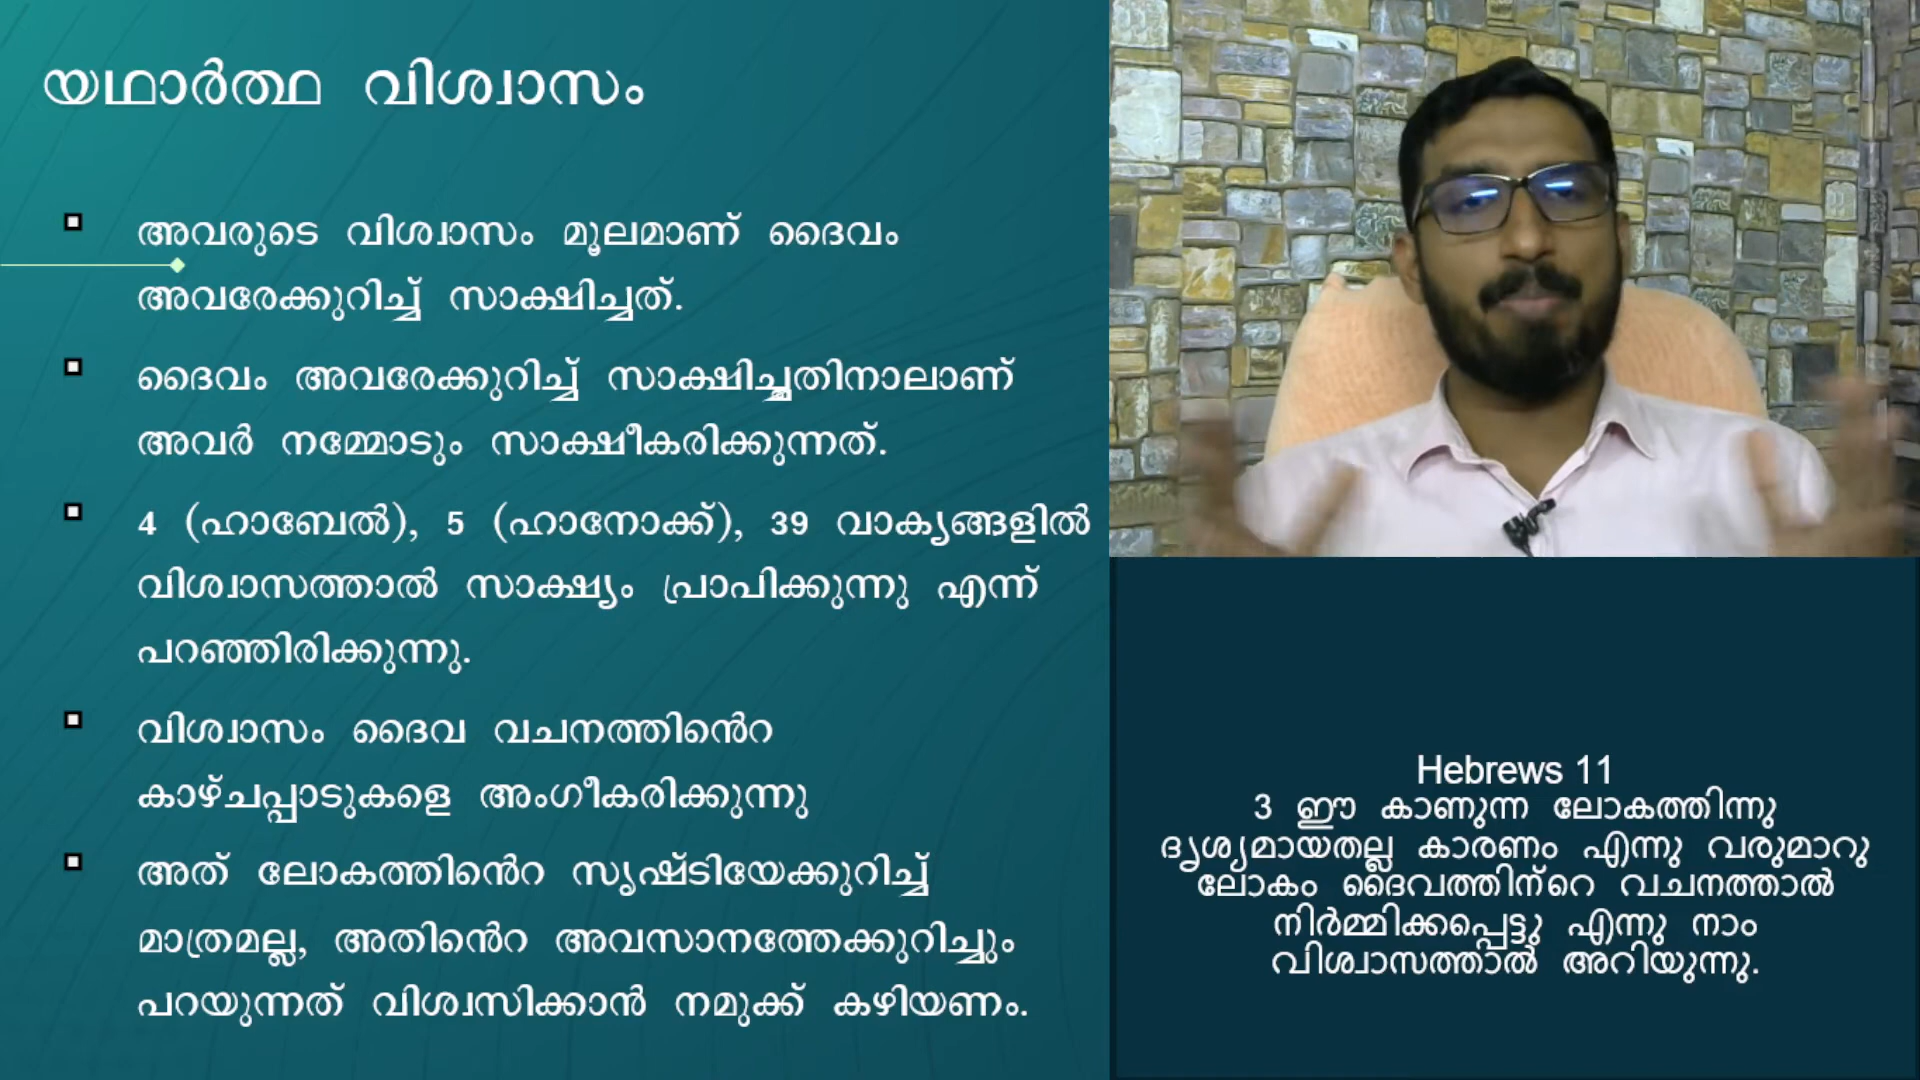 യഥാർത്ഥ വിശ്വാസം
അവരുടെ വിശ്വാസം മൂലമാണ് ദൈവം
അവരേക്കുറിച്ച് സാക്ഷിച്ചത്.
ദൈവം അവരേക്കുറിച്ച് സാക്ഷിച്ചതിനാലാണ്
അവർ നമ്മോടും സാക്ഷീകരിക്കുന്നത്.
4 (ഹാബേൽ), 5 (ഹാനോക്ക്), 39 വാക്യങ്ങളിൽ
വിശ്വാസത്താൽ സാക്ഷ്യം പ്രാപിക്കുന്നു എന്ന്
പറഞ്ഞിരിക്കുന്നു.
വിശ്വാസം ദൈവ വചനത്തിൻെറ
കാഴ്ചപ്പാടുകളെ അംഗീകരിക്കുന്നു
അത് ലോകത്തിൻെറ സൃഷ്ടിയേക്കുറിച്ച്
മാത്രമല്ല, അതിൻെറ അവസാനത്തേക്കുറിച്ചും
പറയുന്നത് വിശ്വസിക്കാൻ നമുക്ക് കഴിയണം.
Hebrews 11
3 ഈ കാണുന്ന ലോകത്തിന്നു
ദൃശ്യമായതല്ല കാരണം എന്നു വരുമാറു
ലോകം ദൈവത്തിന്റെ വചനത്താൽ
നിർമ്മിക്കപ്പെട്ടു എന്നു നാം
വിശ്വാസത്താൽ അറിയുന്നു.